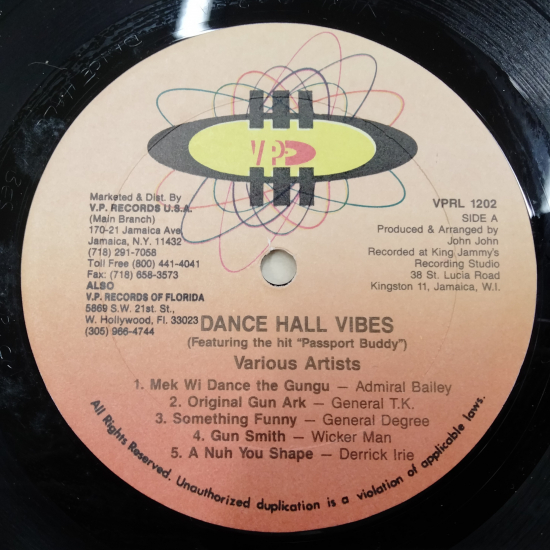 VP
Marketed & Dist. By
V.P. RECORDS U.S.A.
(Main Branch)
170-21 Jamaica Ave
Jamaica, N.Y. 11432
(718) 291-7058
Toll Free (800) 441-4041
Fax: (718) 658-3573
ALSO
V.P. RECORDS OF FLORIDA
5869 S.W. 21st. St.,
W. Hollywood, Fl. 33023
(305) 966-4744
VPRL 1202
SIDE A
Produced & Arranged by
John John
Recorded at King Jammy's
Recording Studio
38 St. Lucia Road
Kingston 11, Jamaica, W.I.
DANCE HALL VIBES
(Featuring the hit "Passport Buddy")
Various Artists
1. Mek Wi Dance the Gungu — Admiral Bailey
2. Original Gun Ark — General T.K.
3. Something Funny — General Degree
4. Gun Smith — Wicker Man
5. A Nuh You Shape — Derrick Irie
All Rights Reserved. Unauthorized duplication is a violation of applicable laws.